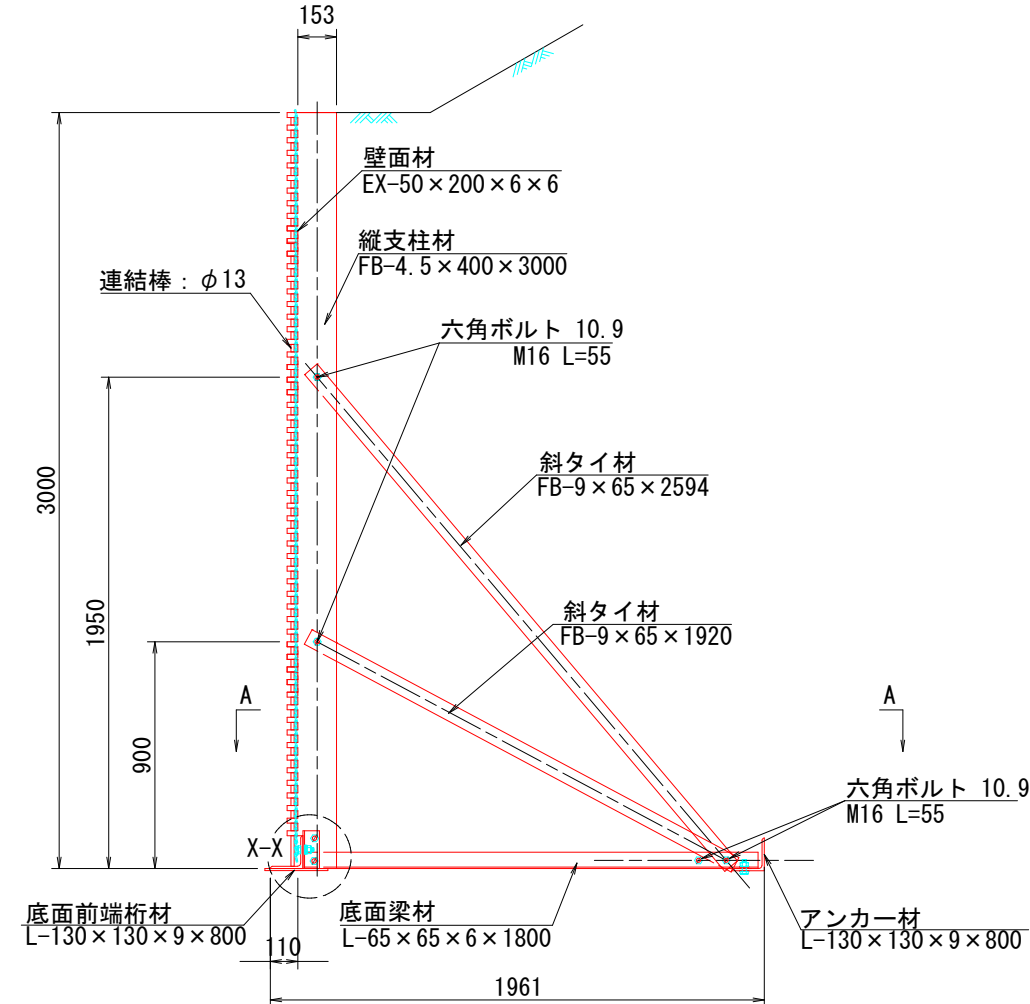 153
壁面材
EX-50×200×6×6
縦支柱材
FB-4.5×400×3000
連結棒：φ13
六角ボルト 10.9
M16 L=55
3000
1950
900
斜タイ材
FB-9×65×2594
斜タイ材
FB-9×65×1920
A
A
六角ボルト 10.9
M16 L=55
X-X
底面前端桁材
L-130×130×9×800
底面梁材
L-65×65×6×1800
アンカー材
L-130×130×9×800
110
1961